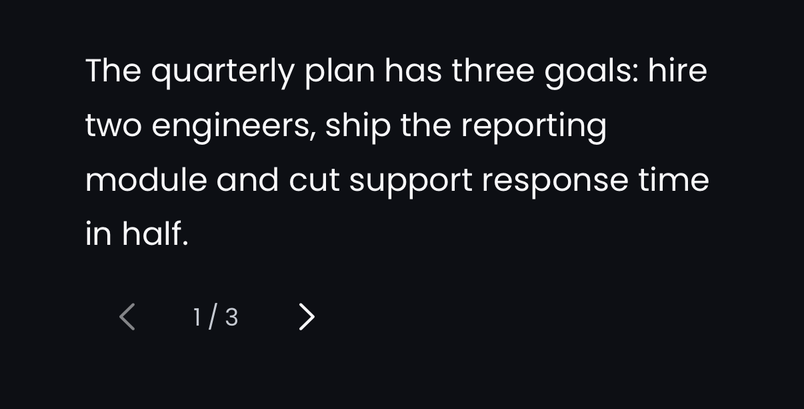 The quarterly plan has three goals: hire
two engineers, ship the reporting
module and cut support response time
in half.
1 / 3